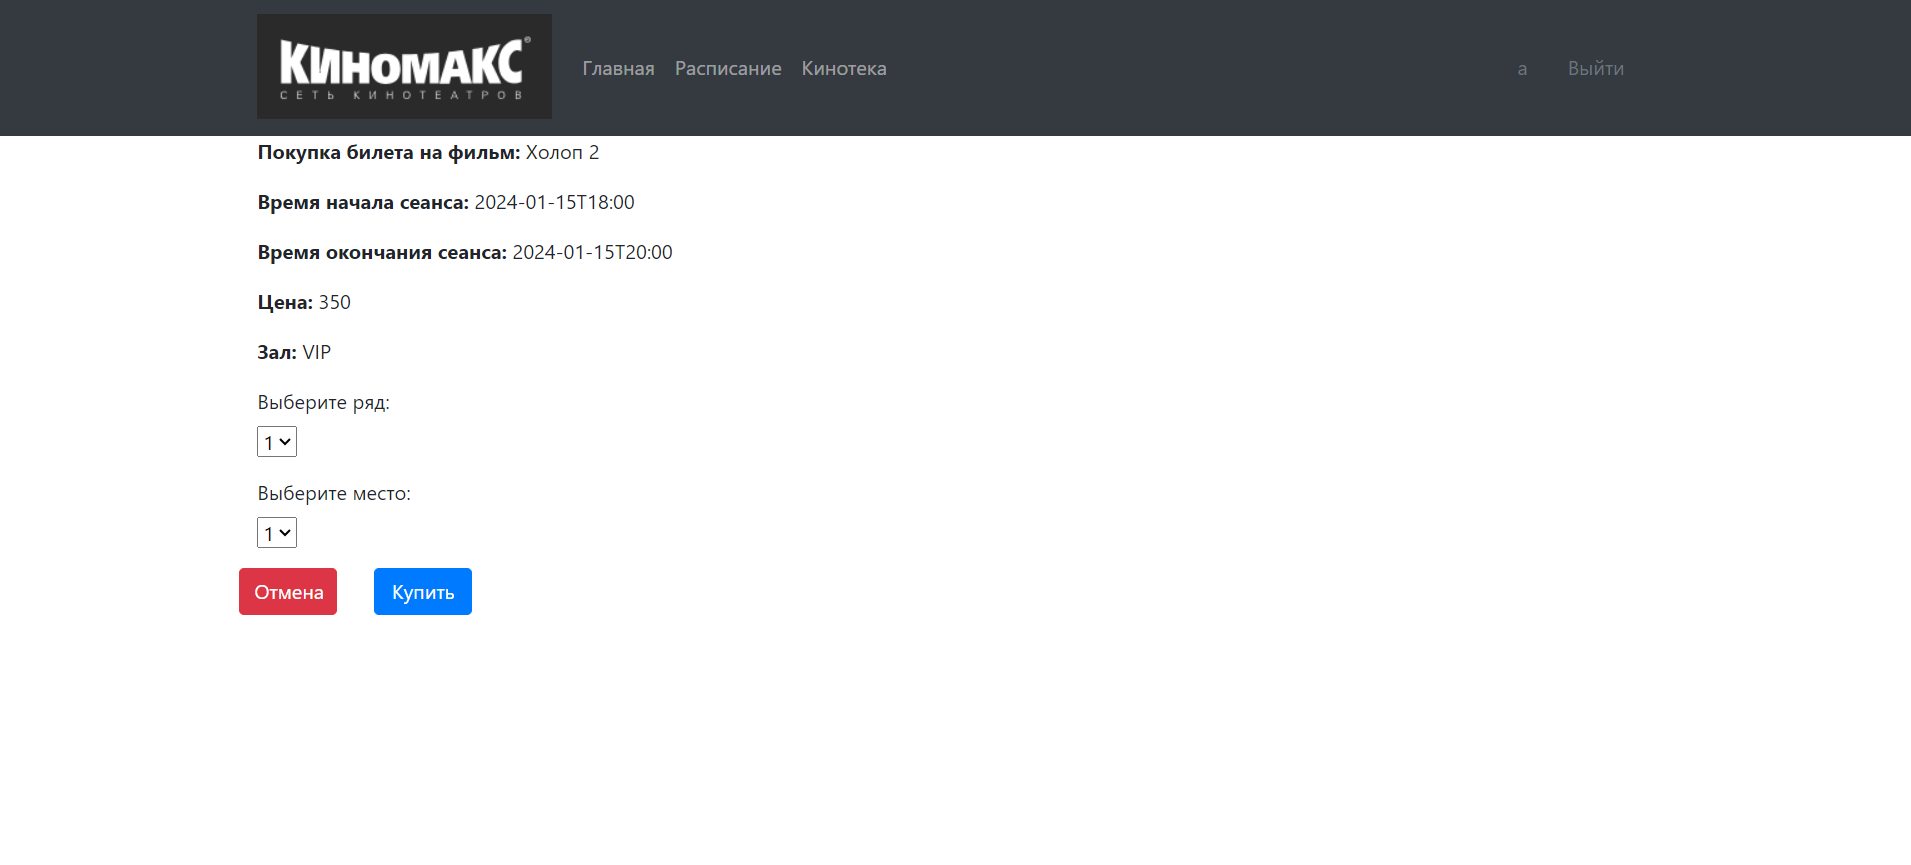 КИНОМАКС®
СЕТЬ КИНОТЕАТРОВ
Главная Расписание Кинотека
а Выйти
Покупка билета на фильм: Холоп 2
Время начала сеанса: 2024-01-15T18:00
Время окончания сеанса: 2024-01-15T20:00
Цена: 350
Зал: VIP
Выберите ряд:
1
Выберите место:
1
Отмена Купить